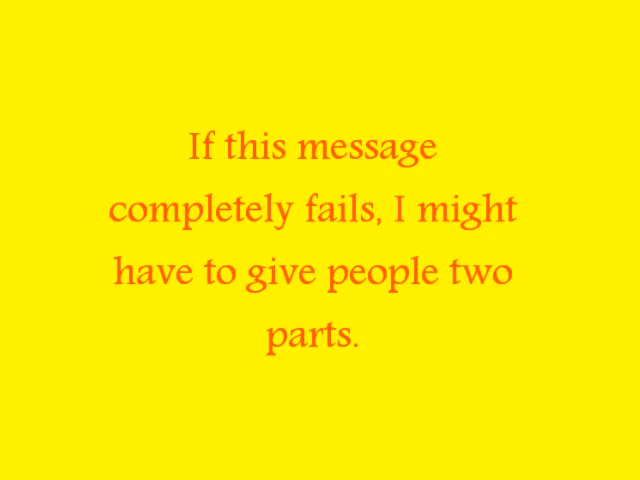 If this message
completely fails, I might
have to give people two
parts.